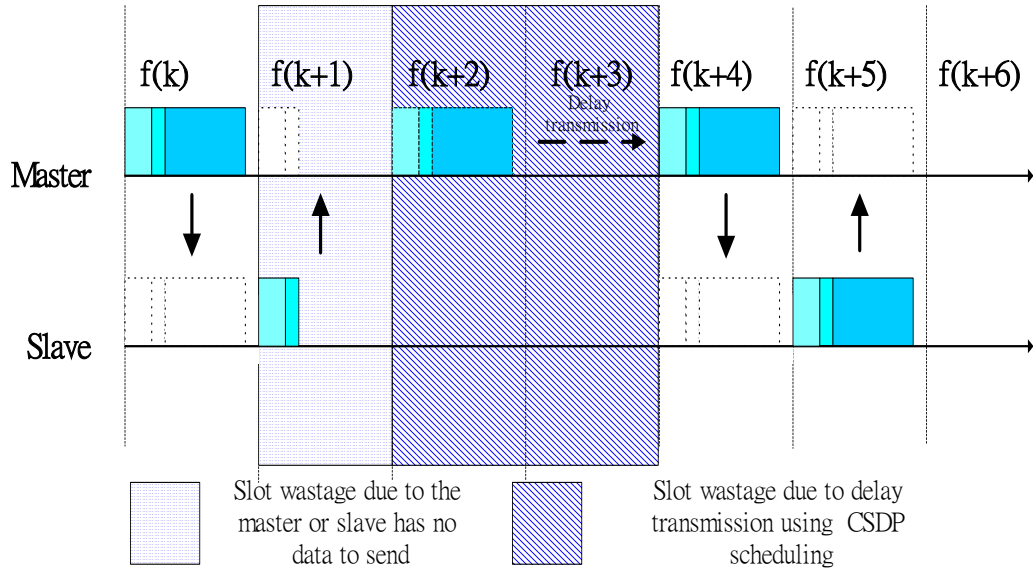 f(k) f(k+1) f(k+2) f(k+3) f(k+4) f(k+5) f(k+6)
Delay
transmission
Master
Slave
Slot wastage due to the
master or slave has no
data to send
Slot wastage due to delay
transmission using CSDP
scheduling